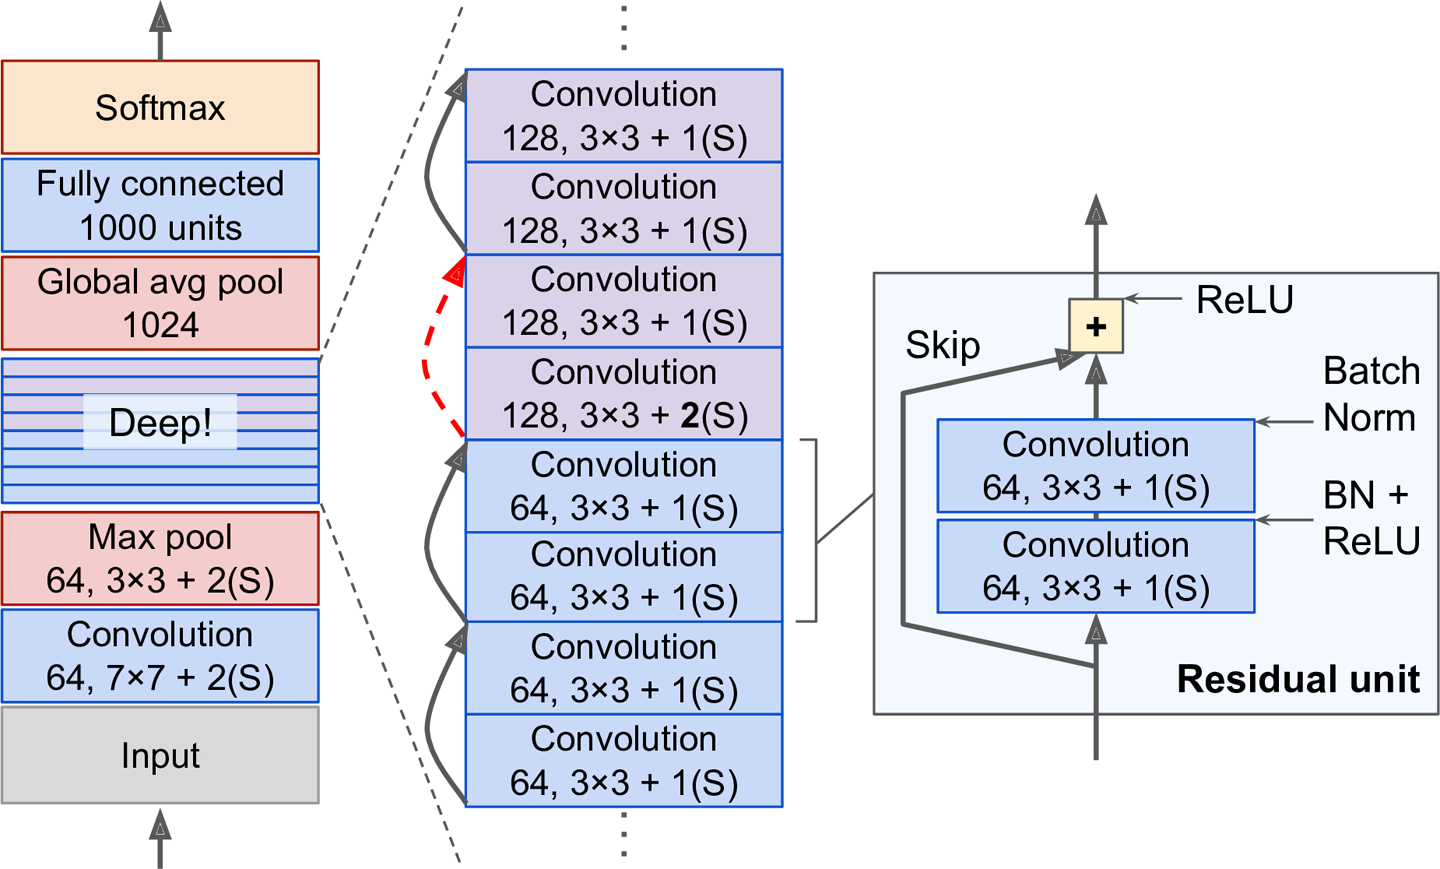 Softmax
Fully connected
1000 units
Global avg pool
1024
Deep!
Max pool
64, 3×3 + 2(S)
Convolution
64, 7×7 + 2(S)
Input
Convolution
128, 3×3 + 1(S)
Convolution
128, 3×3 + 1(S)
Convolution
128, 3×3 + 1(S)
Convolution
128, 3×3 + 2(S)
Convolution
64, 3×3 + 1(S)
Convolution
64, 3×3 + 1(S)
Convolution
64, 3×3 + 1(S)
Convolution
64, 3×3 + 1(S)
ReLU
+
Skip
Batch
Norm
Convolution
64, 3×3 + 1(S)
BN +
ReLU
Convolution
64, 3×3 + 1(S)
Residual unit